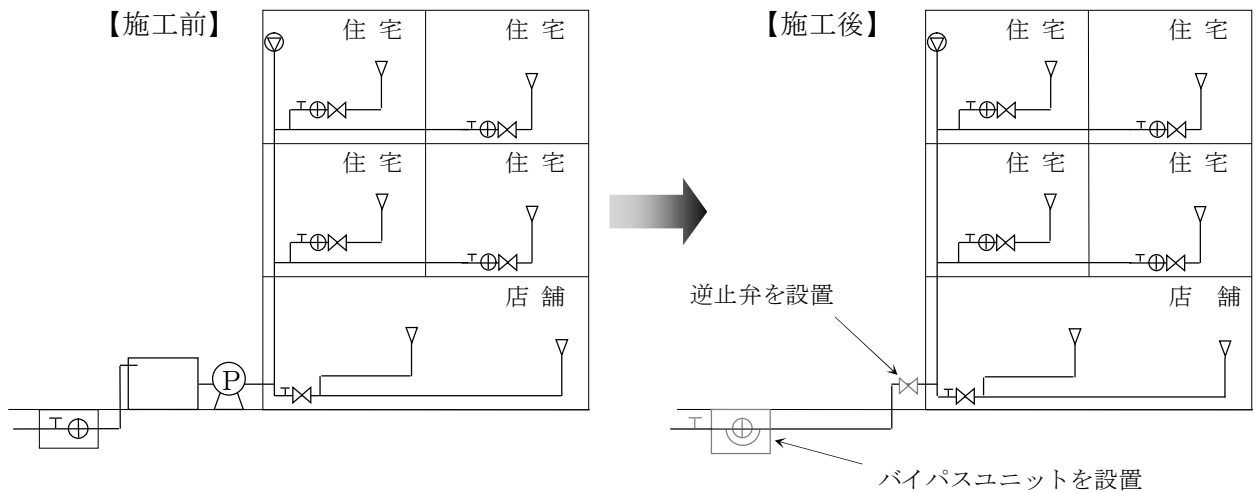 【施工前】
住 宅
住 宅
住 宅
住 宅
店 舗
P
【施工後】
住 宅
住 宅
住 宅
住 宅
店 舗
逆止弁を設置
バイパスユニットを設置